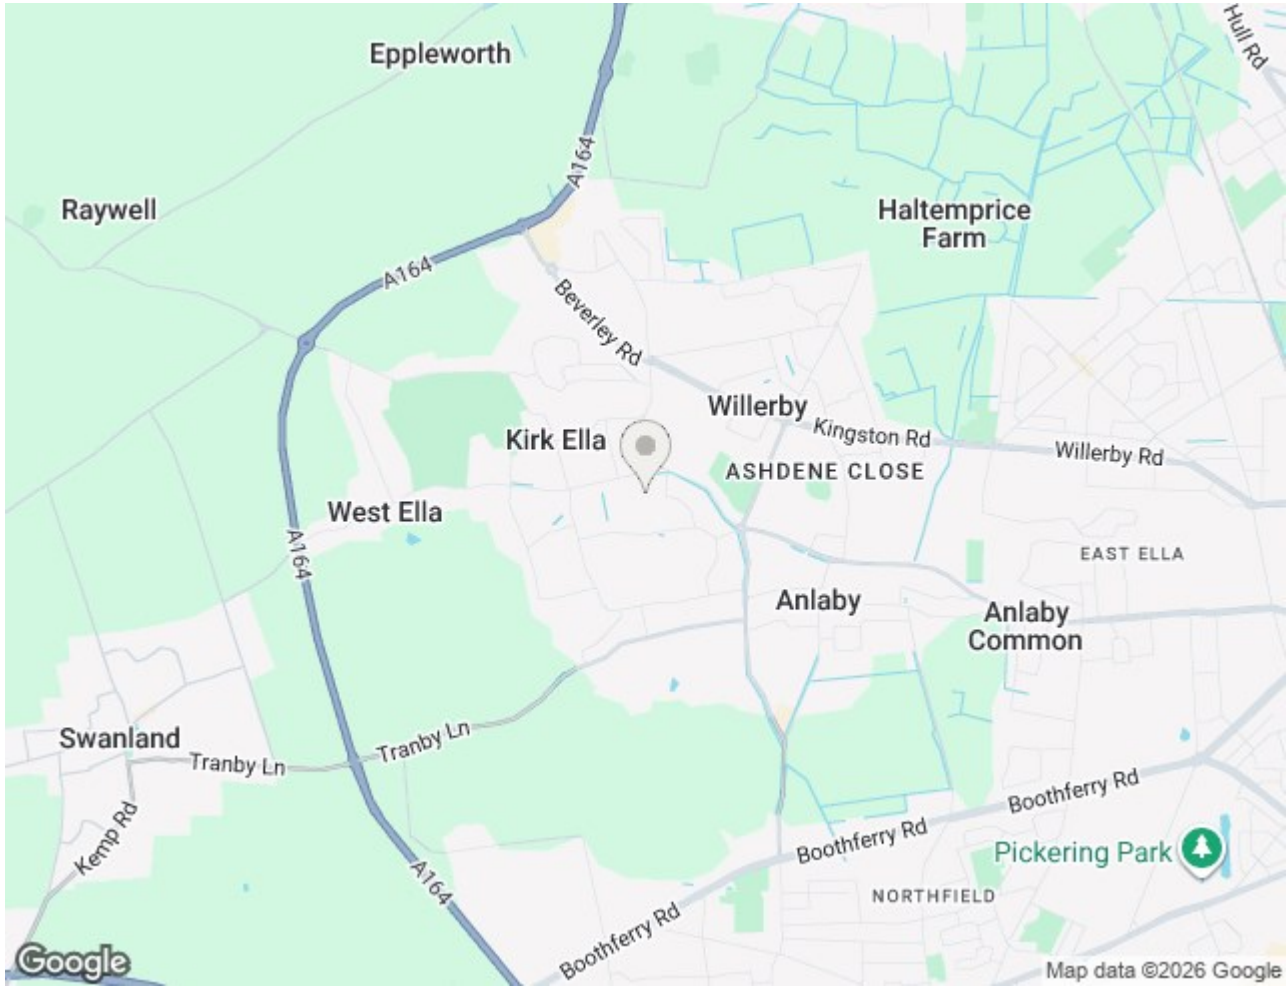 Hull Rd
Eppleworth
A164
Raywell
Haltemprice
Farm
A164
Beverley Rd
Willerby
Kingston Rd
Kirk Ella
Willerby Rd
ASHDENE CLOSE
West Ella
A164
EAST ELLA
Anlaby
Anlaby
Common
Swanland
Tranby Ln
Tranby Ln
Kemp Rd
Boothferry Rd
Boothferry Rd
Pickering Park
A164
NORTHFIELD
Boothferry Rd
Google
Map data ©2026 Google